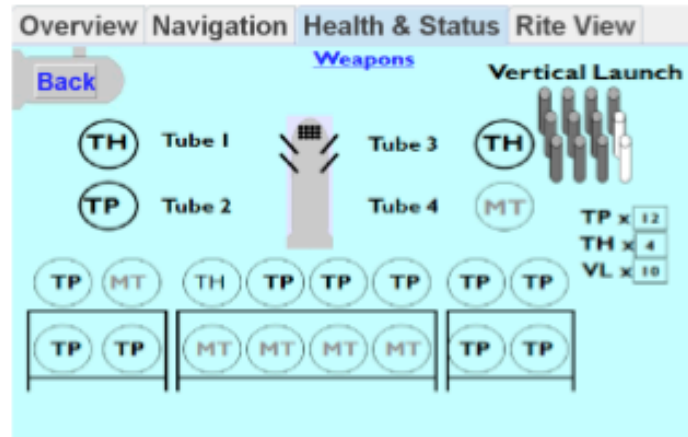 Overview Navigation Health & Status Rite View
Weapons
Back
Vertical Launch
TH Tube 1 Tube 3 TH
TP Tube 2 Tube 4 MT
TP x 12
TH x 4
VL x 10
TP MT TH TP TP TP TP TP
TP TP MT MT MT MT TP TP